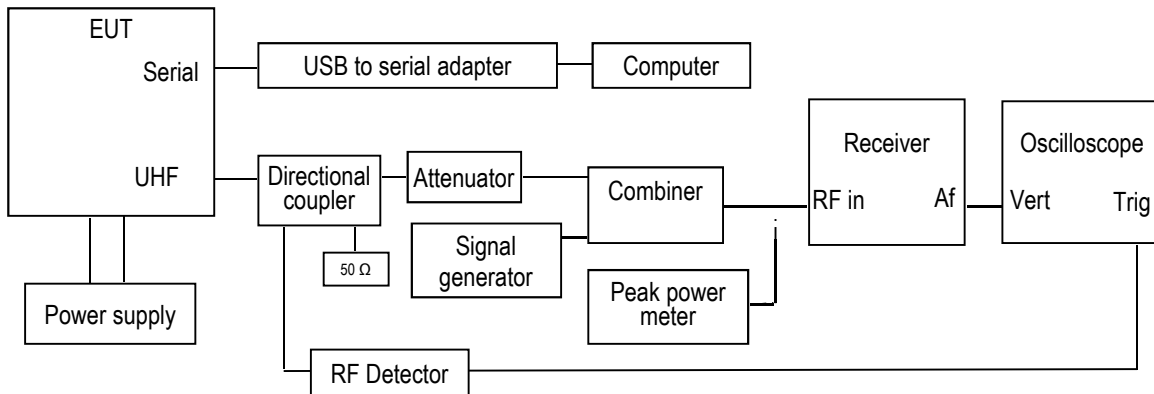 EUT
Serial
USB to serial adapter
Computer
UHF
Directional
coupler
Attenuator
Combiner
Receiver
RF in
Af
Oscilloscope
Vert
Trig
50 Ω
Signal
generator
Peak power
meter
Power supply
RF Detector